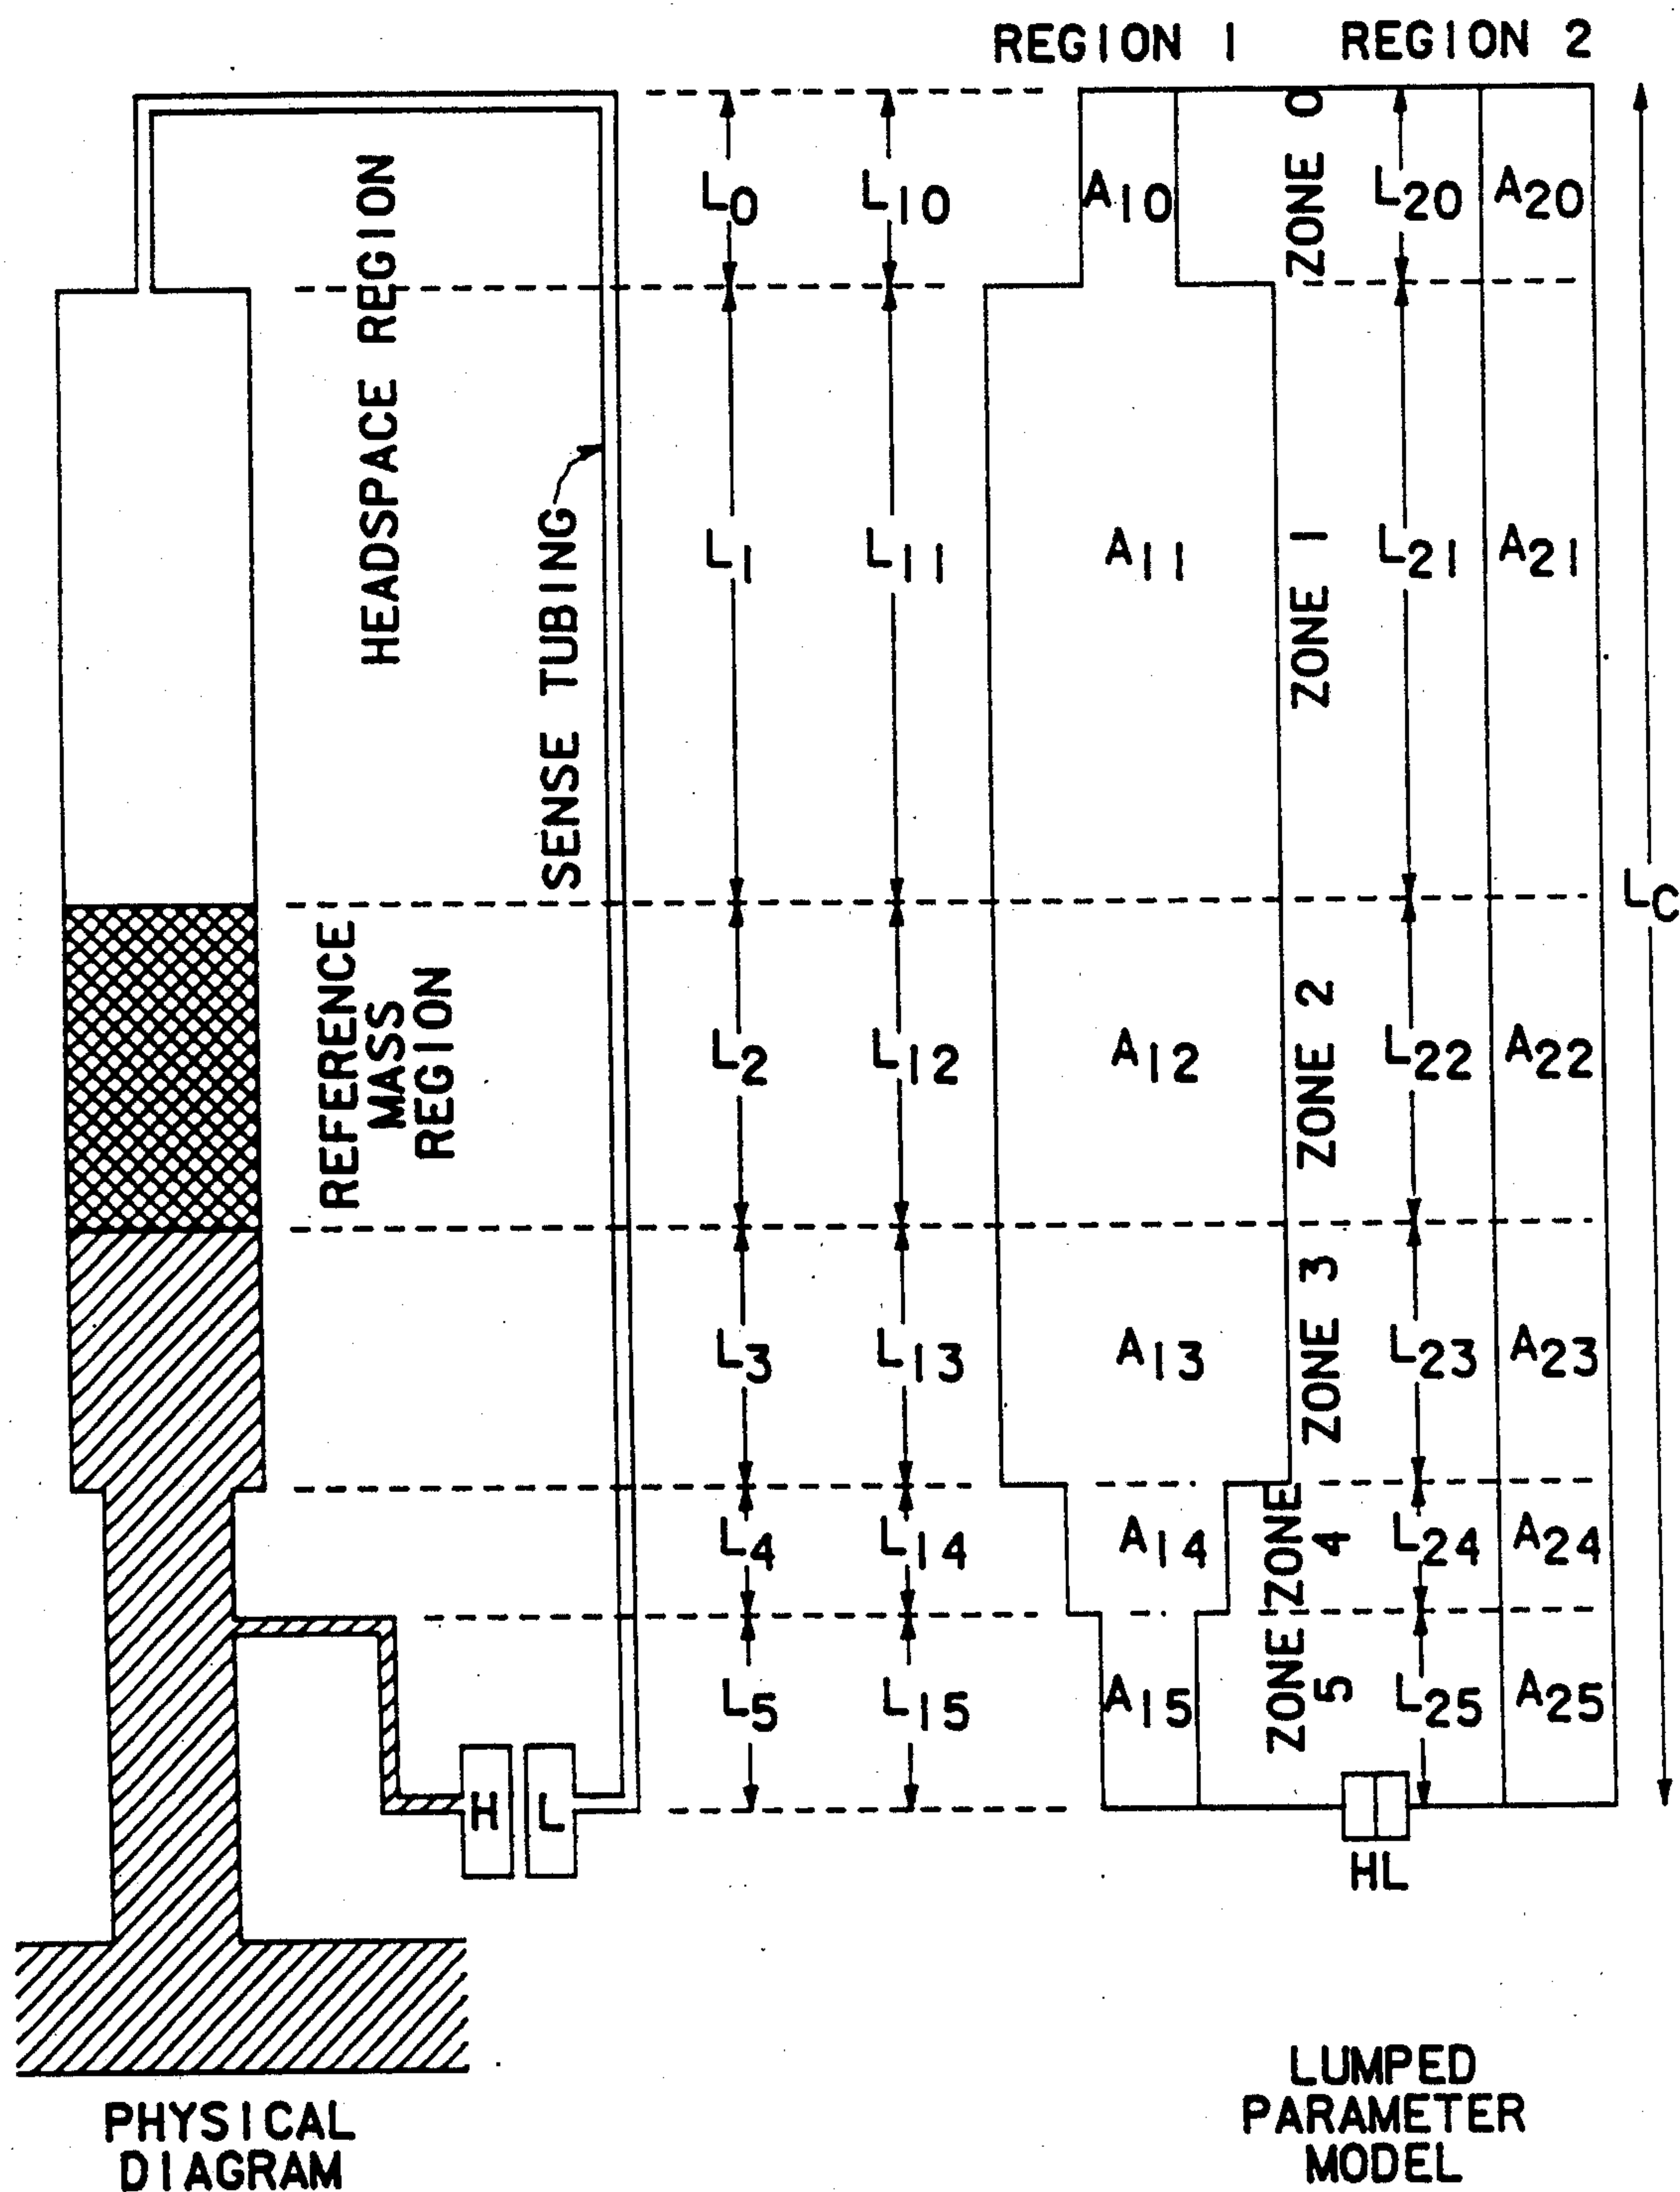 REGION 1 REGION 2
HEADSPACE REGION
SENSE TUBING
REFERENCE
MASS
REGION
L0 L10 A10 ZONE 0 L20 A20
L1 L11 A11 ZONE 1 L21 A21
LC
L2 L12 A12 ZONE 2 L22 A22
L3 L13 A13 ZONE 3 L23 A23
L4 L14 A14 ZONE 4 L24 A24
L5 L15 A15 ZONE 5 L25 A25
H L
HL
PHYSICAL
DIAGRAM
LUMPED
PARAMETER
MODEL